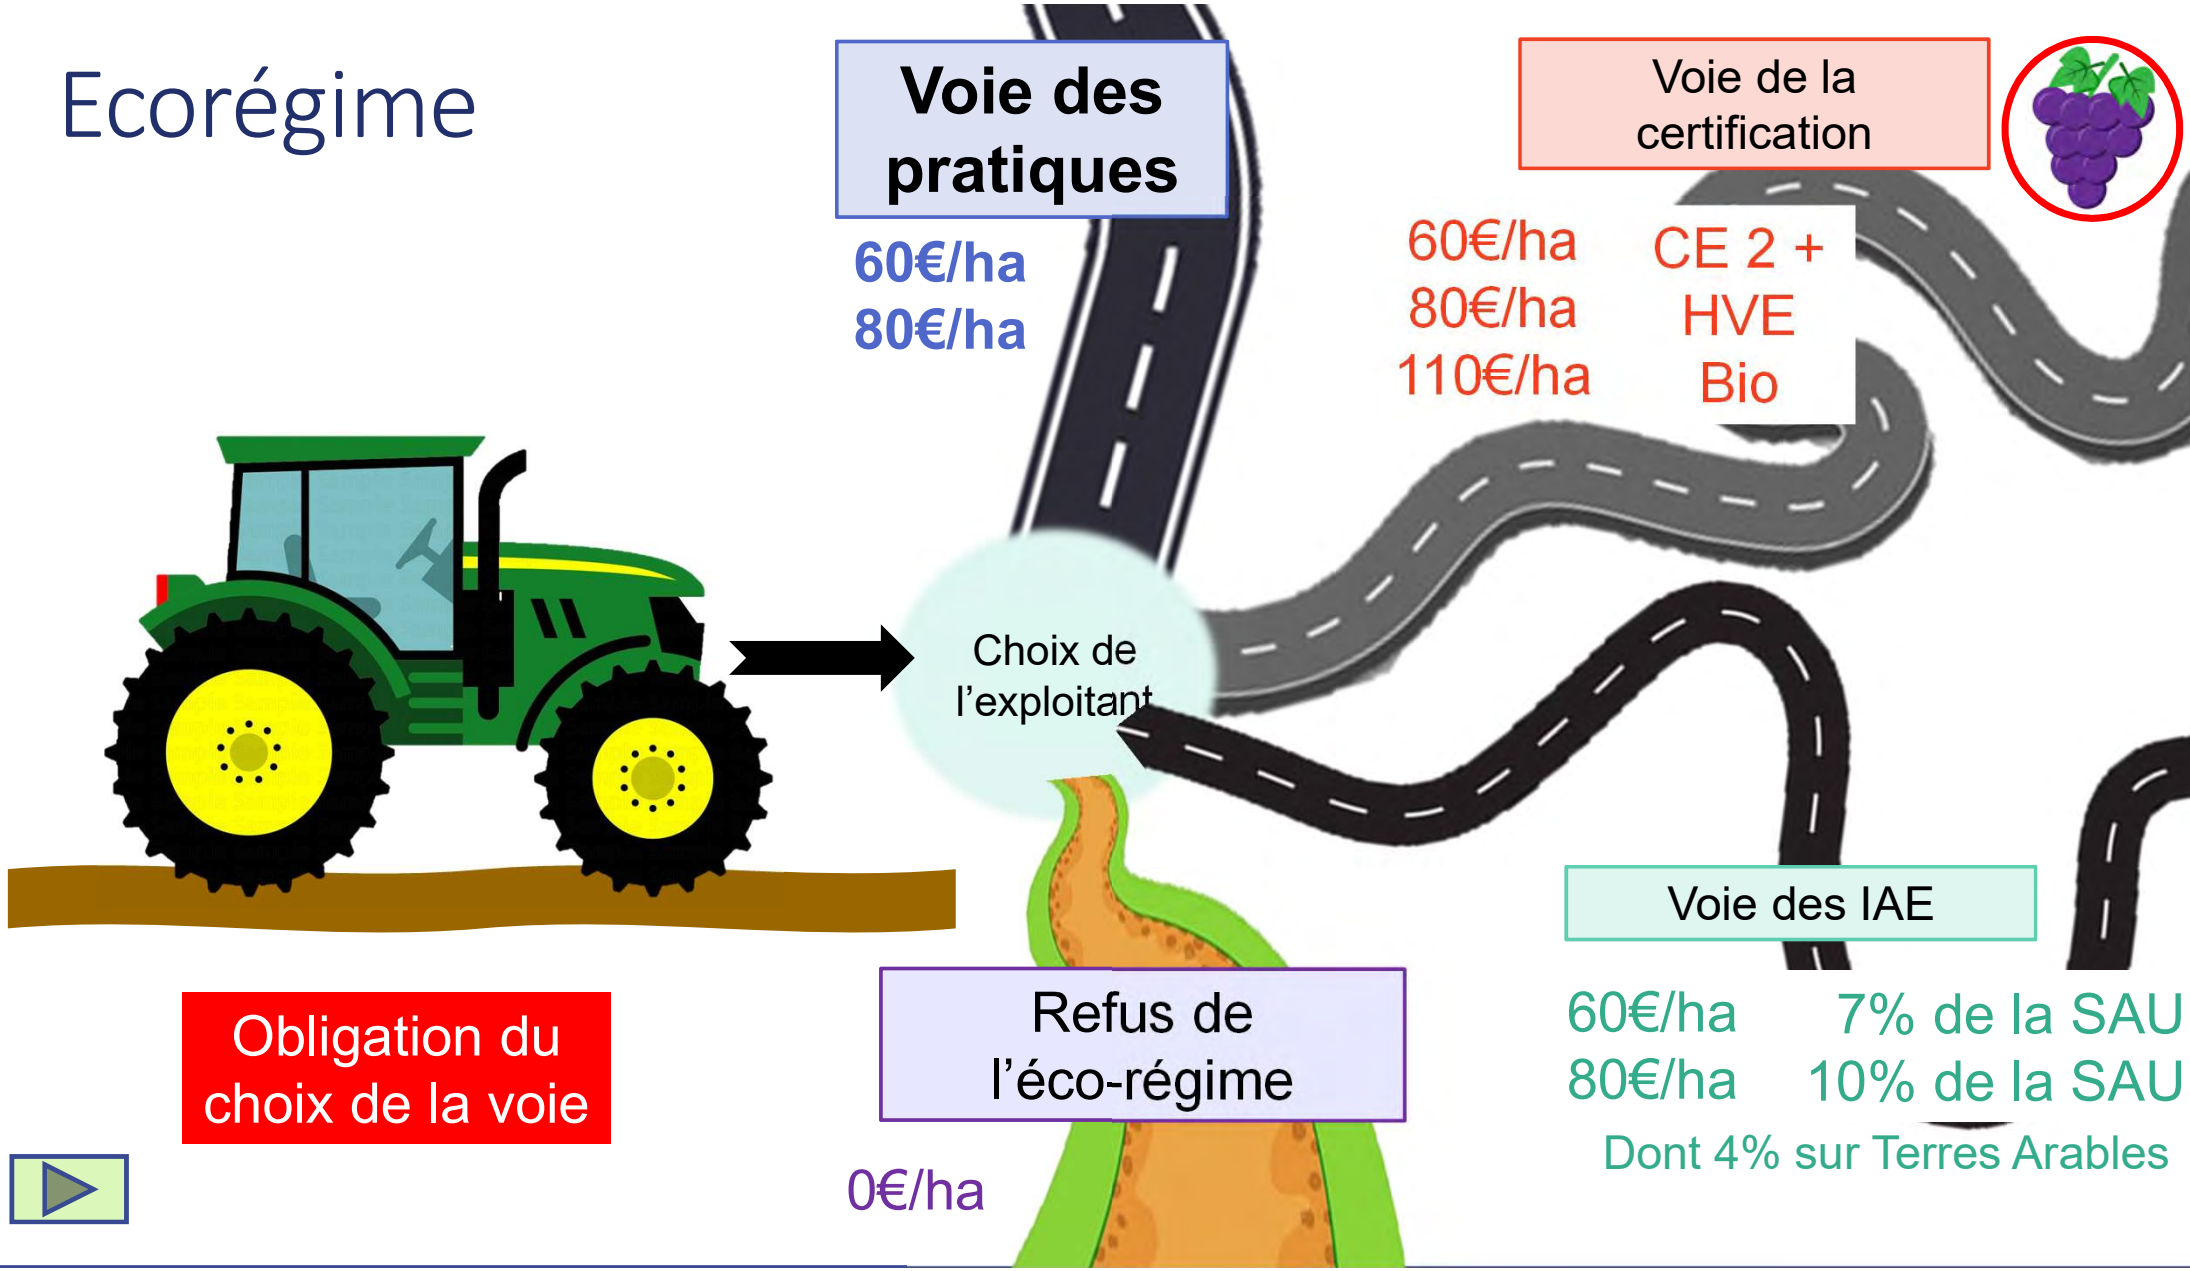 Ecorégime
Voie des
pratiques
60€/ha
80€/ha
Voie de la
certification
60€/ha CE 2 +
80€/ha HVE
110€/ha Bio
Choix de
l’exploitant
Voie des IAE
60€/ha 7% de la SAU
80€/ha 10% de la SAU
Dont 4% sur Terres Arables
Refus de
l’éco-régime
0€/ha
Obligation du
choix de la voie